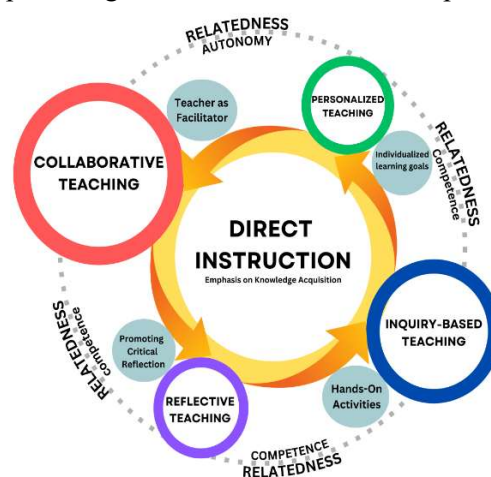 RELATEDNESS
AUTONOMY
Teacher as
Facilitator
PERSONALIZED
TEACHING
COLLABORATIVE
TEACHING
Individualized
learning goals
RELATEDNESS
Competence
DIRECT
INSTRUCTION
Emphasis on Knowledge Acquisition
RELATEDNESS
competence
Promoting
Critical
Reflection
INQUIRY-BASED
TEACHING
REFLECTIVE
TEACHING
Hands-On
Activities
COMPETENCE
RELATEDNESS